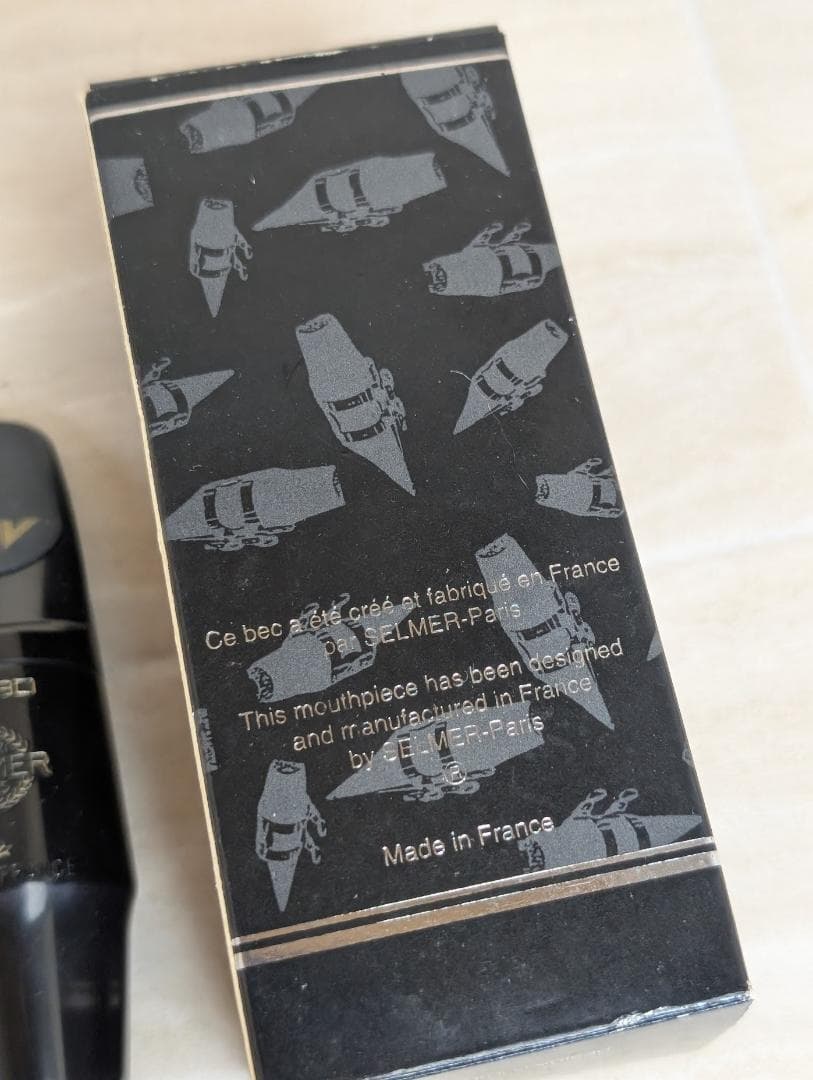 Ce bec a été créé et fabriqué en France
par SELMER-Paris
This mouthpiece has been designed
and manufactured in France
by SELMER-Paris
®
Made in France